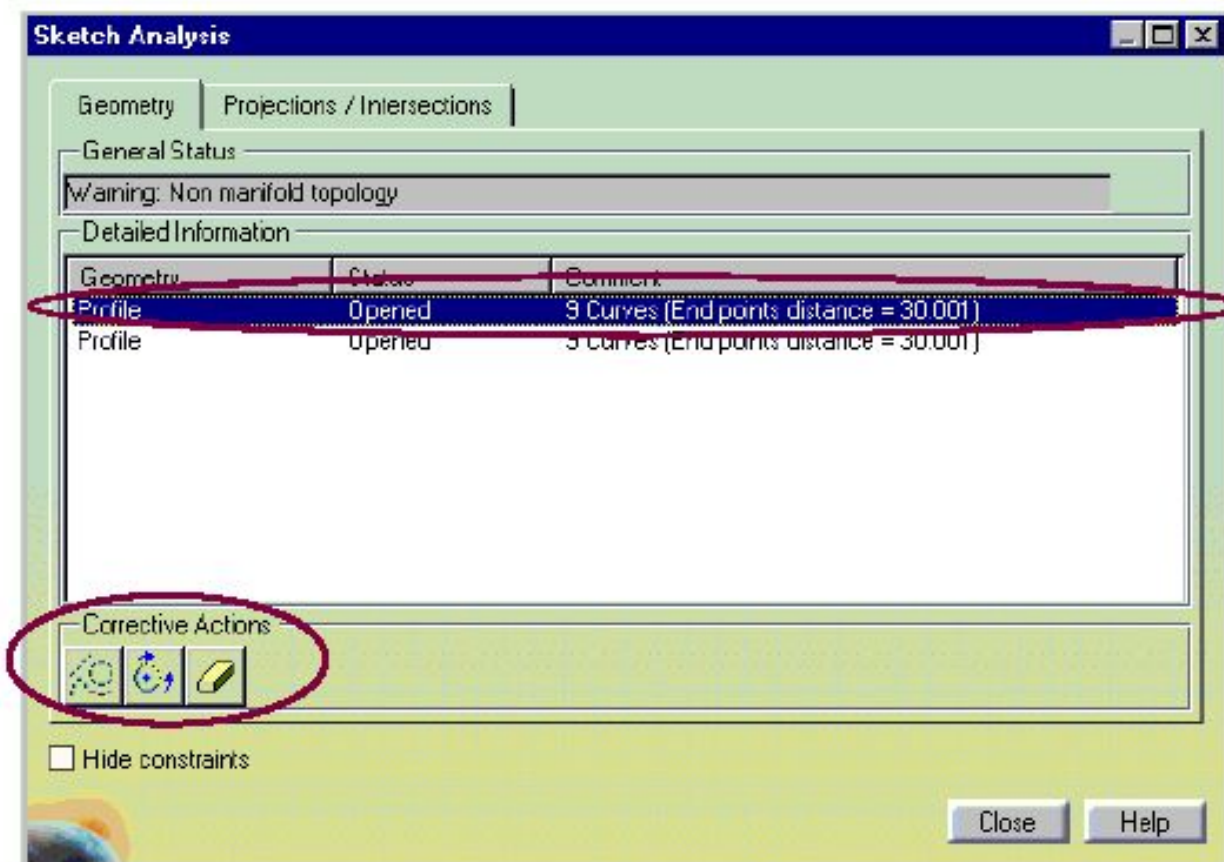 Sketch Analysis
Geometry
Projections / Intersections
General Status
Warning: Non manifold topology
Detailed Information
Geometry Status Comment
Profile Opened 9 Curves (End points distance = 30.001)
Profile Opened 9 Curves (End points distance = 30.001)
Corrective Actions
Hide constraints
Close
Help